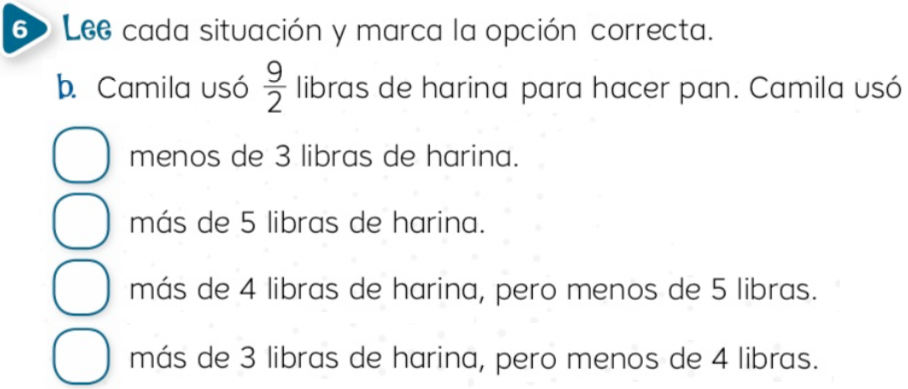 6 Lee cada situación y marca la opción correcta.
b. Camila usó 9/2 libras de harina para hacer pan. Camila usó
menos de 3 libras de harina.
más de 5 libras de harina.
más de 4 libras de harina, pero menos de 5 libras.
más de 3 libras de harina, pero menos de 4 libras.